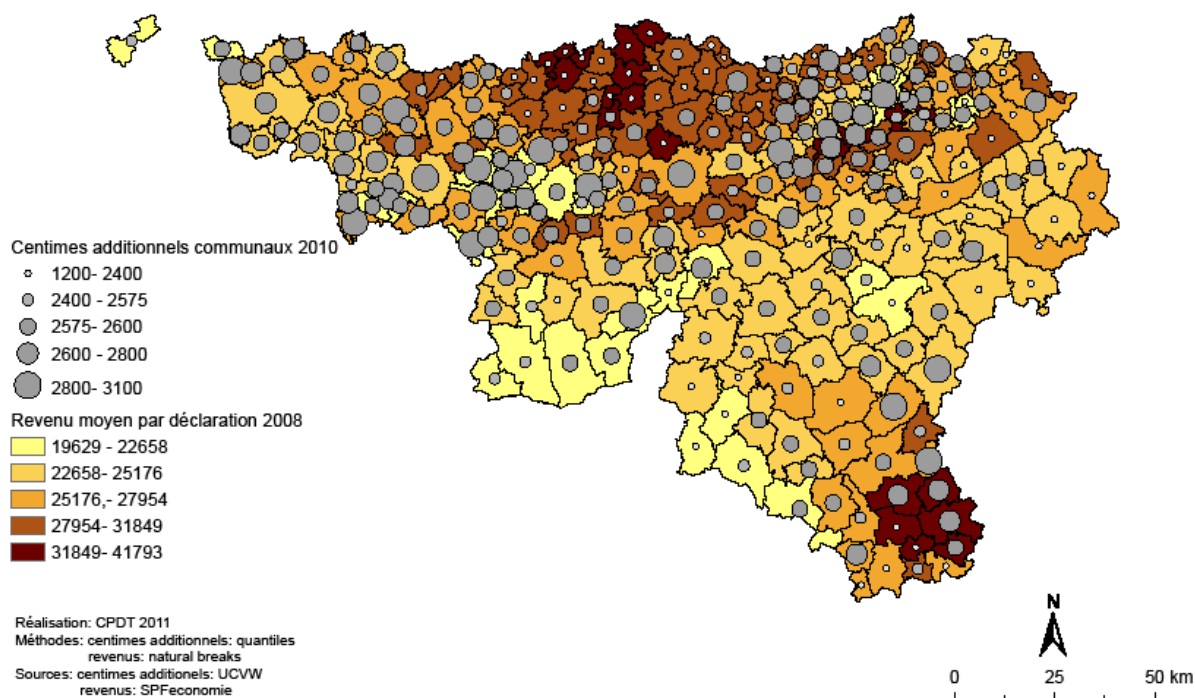 Centimes additionnels communaux 2010
1200- 2400
2400 - 2575
2575- 2600
2600 - 2800
2800- 3100
Revenu moyen par déclaration 2008
19629 - 22658
22658- 25176
25176,- 27954
27954- 31849
31849- 41793
Réalisation: CPDT 2011
Méthodes: centimes additionnels: quantiles
revenus: natural breaks
Sources: centimes additionels: UCVW
revenus: SPFeconomie
N
0 25 50 km